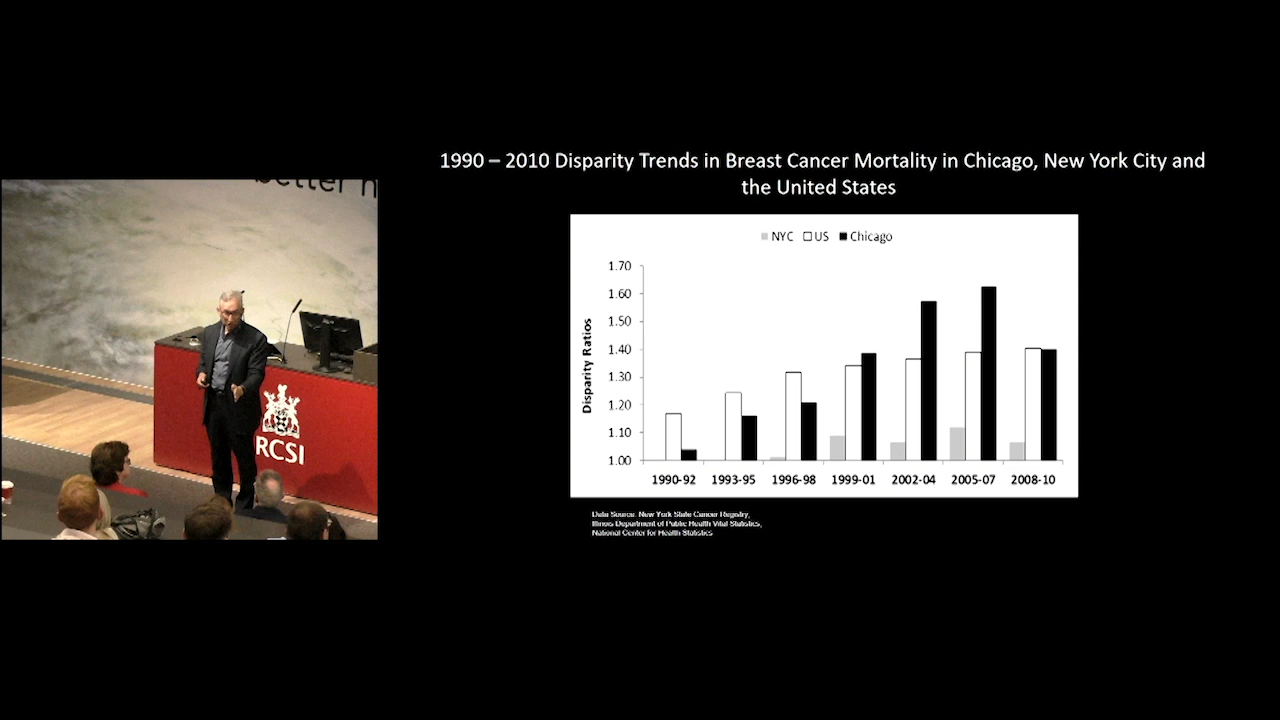 better
1990 – 2010 Disparity Trends in Breast Cancer Mortality in Chicago, New York City and
the United States
NYC US Chicago
Disparity Ratios
1.70
1.60
1.50
1.40
1.30
1.20
1.10
1.00
1990-92 1993-95 1996-98 1999-01 2002-04 2005-07 2008-10
Data Source: New York State Cancer Registry,
Illinois Department of Public Health Vital Statistics,
National Center for Health Statistics
RCSI